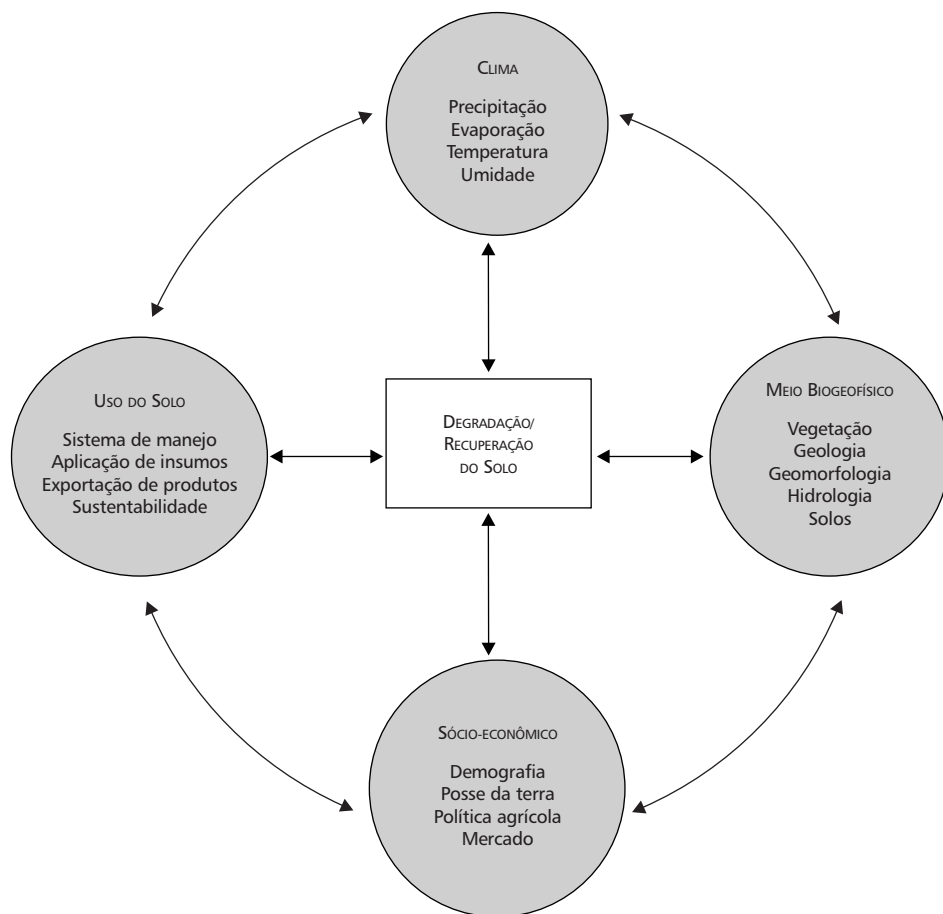 CLIMA
Precipitação
Evaporação
Temperatura
Umidade
USO DO SOLO
Sistema de manejo
Aplicação de insumos
Exportação de produtos
Sustentabilidade
DEGRADAÇÃO/
RECUPERAÇÃO
DO SOLO
MEIO BIOGEOFÍSICO
Vegetação
Geologia
Geomorfologia
Hidrologia
Solos
SÓCIO-ECONÔMICO
Demografia
Posse da terra
Política agrícola
Mercado